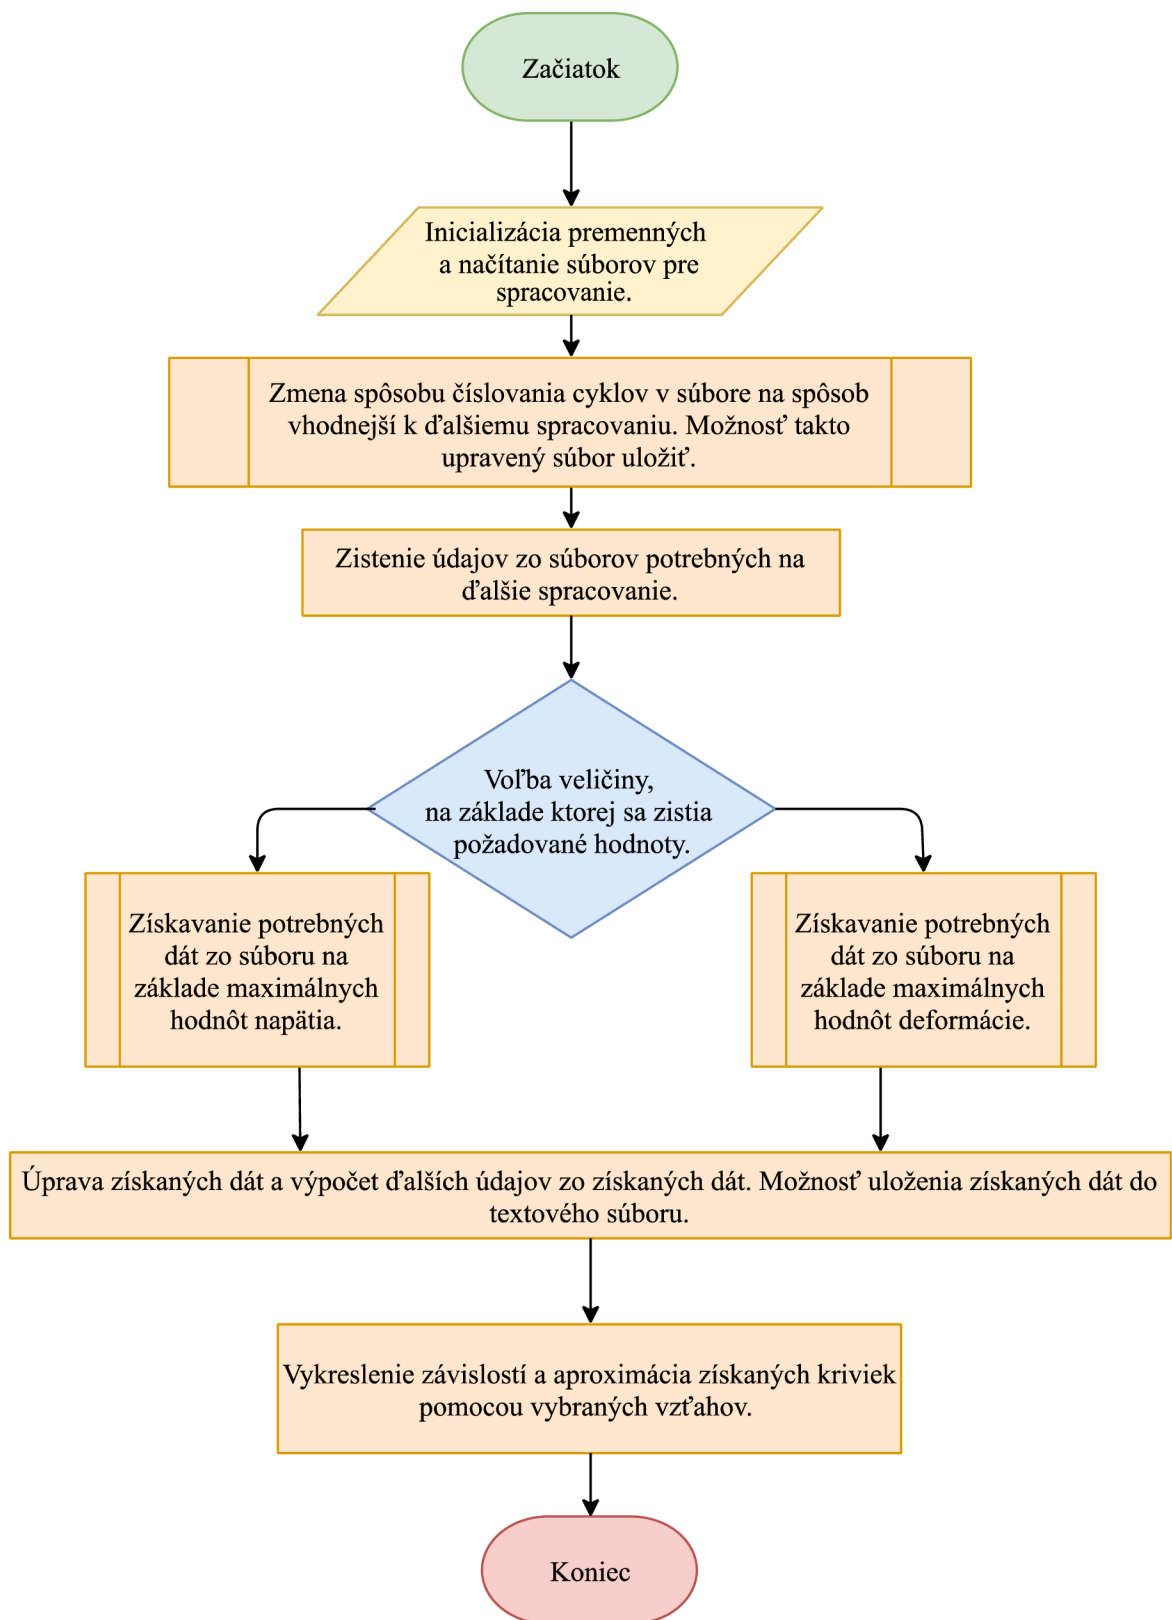 Začiatok
Inicializácia premenných
a načítanie súborov pre
spracovanie.
Zmena spôsobu číslovania cyklov v súbore na spôsob
vhodnejší k ďalšiemu spracovaniu. Možnosť takto
upravený súbor uložiť.
Zistenie údajov zo súborov potrebných na
ďalšie spracovanie.
Voľba veličiny,
na základe ktorej sa zistia
požadované hodnoty.
Získavanie potrebných
dát zo súboru na
základe maximálnych
hodnôt napätia.
Získavanie potrebných
dát zo súboru na
základe maximálnych
hodnôt deformácie.
Úprava získaných dát a výpočet ďalších údajov zo získaných dát. Možnosť uloženia získaných dát do
textového súboru.
Vykreslenie závislostí a aproximácia získaných kriviek
pomocou vybraných vzťahov.
Koniec